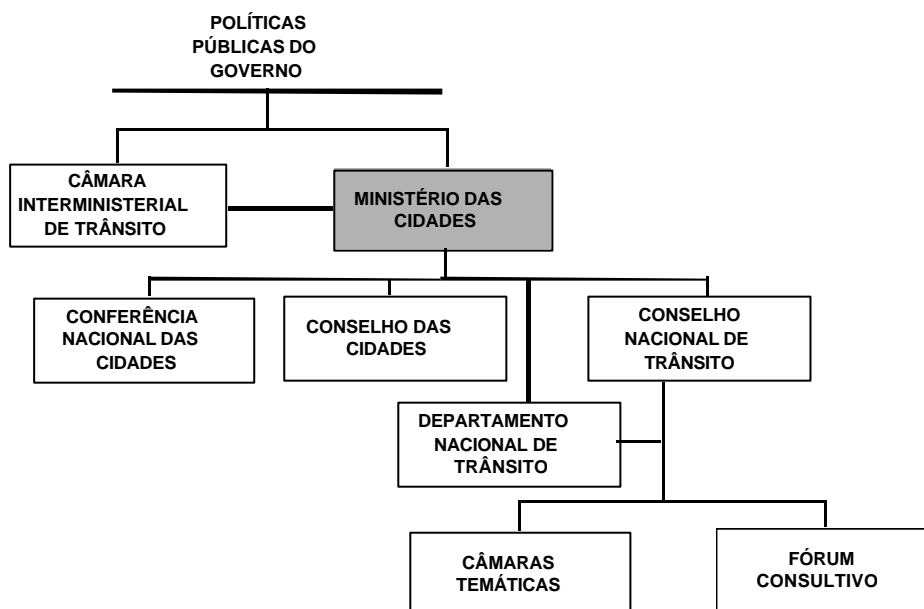 POLÍTICAS
PÚBLICAS DO
GOVERNO
CÂMARA
INTERMINISTERIAL
DE TRÂNSITO
MINISTÉRIO DAS
CIDADES
CONFERÊNCIA
NACIONAL DAS
CIDADES
CONSELHO DAS
CIDADES
CONSELHO
NACIONAL DE
TRÂNSITO
DEPARTAMENTO
NACIONAL DE
TRÂNSITO
CÂMARAS
TEMÁTICAS
FÓRUM
CONSULTIVO